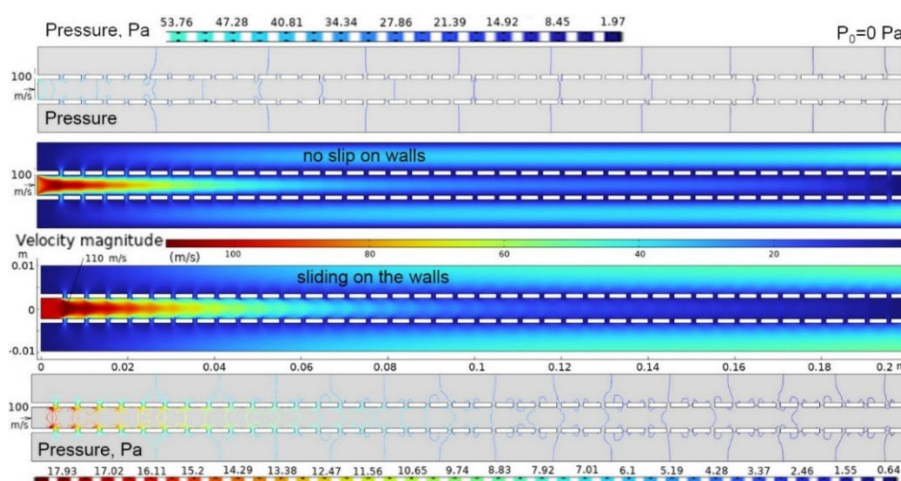 Pressure, Pa 53.76 47.28 40.81 34.34 27.86 21.39 14.92 8.45 1.97 P₀=0 Pa
100
m/s
Pressure
no slip on walls
100
m/s
Velocity magnitude (m/s) 100 80 60 40 20
m
110 m/s
0.01
sliding on the walls
0
-0.01
0 0.02 0.04 0.06 0.08 0.1 0.12 0.14 0.16 0.18 0.2 m
100
m/s
Pressure, Pa
17.93 17.02 16.11 15.2 14.29 13.38 12.47 11.56 10.65 9.74 8.83 7.92 7.01 6.1 5.19 4.28 3.37 2.46 1.55 0.64